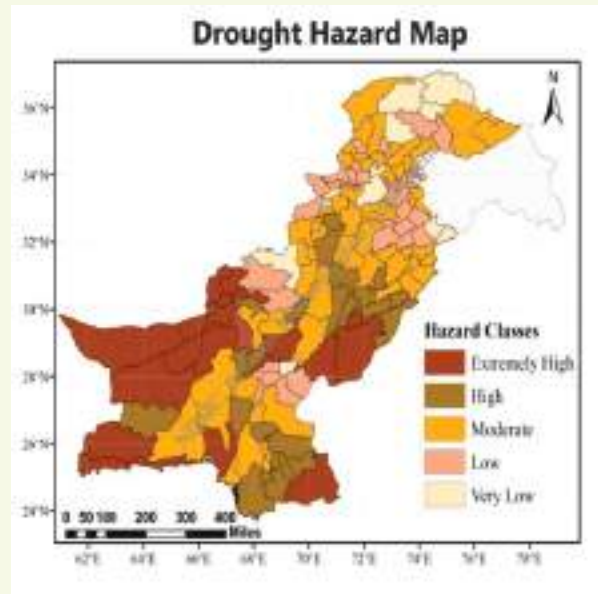 Drought Hazard Map
N
36°N
34°N
32°N
30°N
28°N
26°N
24°N
Hazard Classes
Extremely High
High
Moderate
Low
Very Low
0 50 100 200 300 400
Miles
62°E 64°E 66°E 68°E 70°E 72°E 74°E 76°E 78°E